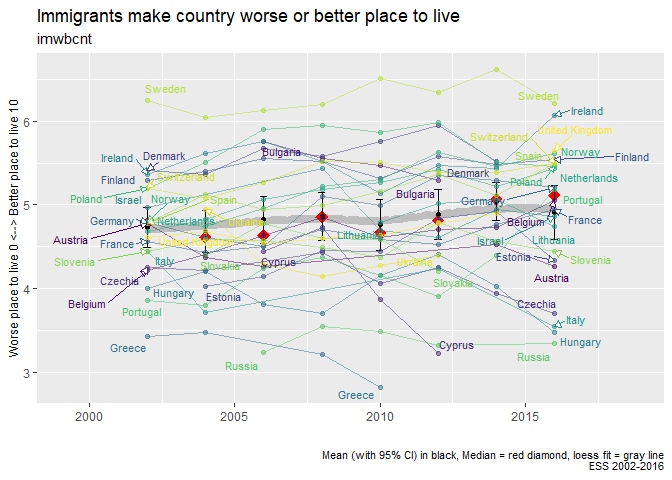 Immigrants make country worse or better place to live
imwbcnt
Worse place to live 0 <--> Better place to live 10
6
5
4
3
Sweden
Ireland
Denmark
Bulgaria
Finland
Switzerland
Poland
Israel
Norway
Spain
Germany
Netherlands
Austria
United Kingdom
France
Slovenia
Italy
Slovakia
Cyprus
Czechy
Hungary
Estonia
Belgium
Portugal
Greece
Russia
Lithuania
Ukraine
Greece
Cyprus
Slovakia
Bulgaria
Denmark
Sweden
Ireland
United Kingdom
Switzerland
Spain
Norway
Finland
Poland
Netherlands
Germany
Portugal
Belgium
France
Israel
Lithuania
Estonia
Slovenia
Austria
Czechy
Italy
Hungary
Russia
2000
2005
2010
2015
Mean (with 95% CI) in black, Median = red diamond, loess fit = gray line
ESS 2002-2016